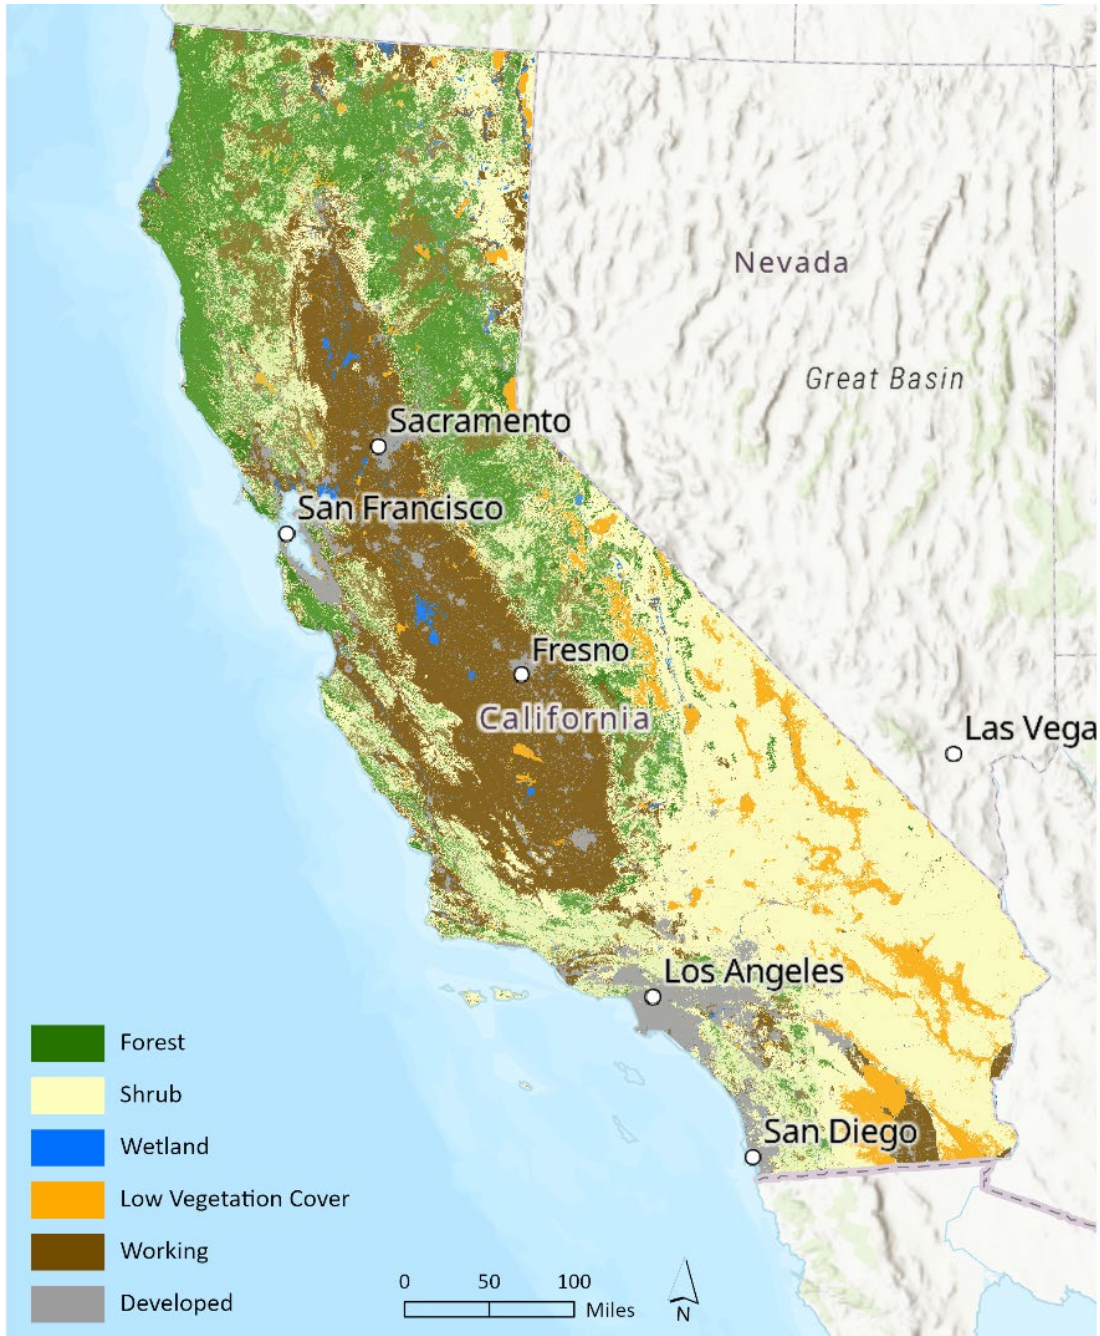 Nevada
Great Basin
Sacramento
San Francisco
Fresno
California
Las Vega
Los Angeles
San Diego
Forest
Shrub
Wetland
Low Vegetation Cover
Working
Developed
0 50 100
Miles
N